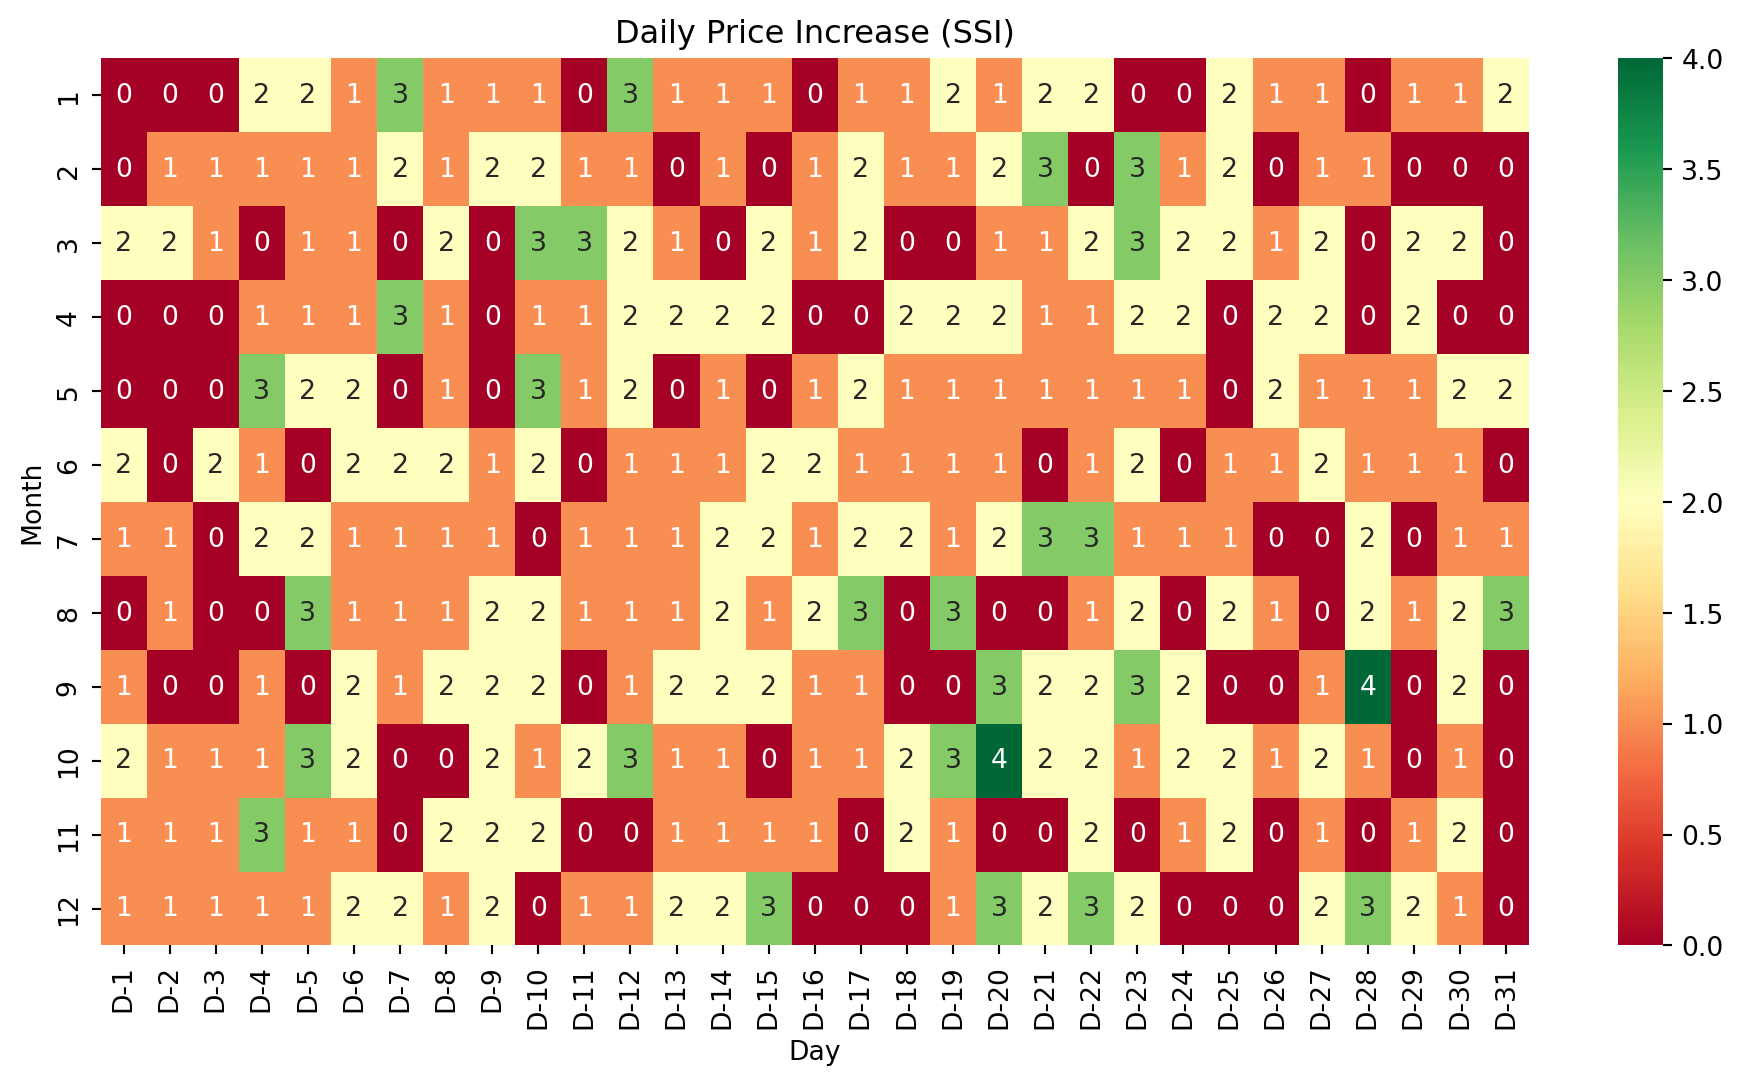 Daily Price Increase (SSI)
1 0 0 0 2 2 1 3 1 1 1 0 3 1 1 1 0 1 1 2 1 2 2 0 0 2 1 1 0 1 1 2
2 0 1 1 1 1 1 2 1 2 2 1 1 0 1 0 1 2 1 1 2 3 0 3 1 2 0 1 1 0 0 0
3 2 2 1 0 1 1 0 2 0 3 3 2 1 0 2 1 2 0 0 1 1 2 3 2 2 1 2 0 2 2 0
4 0 0 0 1 1 1 3 1 0 1 1 2 2 2 2 0 0 2 2 2 1 1 2 2 0 2 2 0 2 0 0
5 0 0 0 3 2 2 0 1 0 3 1 2 0 1 0 1 2 1 1 1 1 1 1 1 0 2 1 1 1 2 2
6 2 0 2 1 0 2 2 2 1 2 0 1 1 1 2 2 1 1 1 1 0 1 2 0 1 1 2 1 1 1 0
7 1 1 0 2 2 1 1 1 1 0 1 1 1 2 2 1 2 2 1 2 3 3 1 1 1 0 0 2 0 1 1
8 0 1 0 0 3 1 1 1 2 2 1 1 1 2 1 2 3 0 3 0 0 1 2 0 2 1 0 2 1 2 3
9 1 0 0 1 0 2 1 2 2 2 0 1 2 2 2 1 1 0 0 3 2 2 3 2 0 0 1 4 0 2 0
10 2 1 1 1 3 2 0 0 2 1 2 3 1 1 0 1 1 2 3 4 2 2 1 2 2 1 2 1 0 1 0
11 1 1 1 3 1 1 0 2 2 2 0 0 1 1 1 1 0 2 1 0 0 2 0 1 2 0 1 0 1 2 0
12 1 1 1 1 1 2 2 1 2 0 1 1 2 2 3 0 0 0 1 3 2 3 2 0 0 0 2 3 2 1 0
Month
D-1 D-2 D-3 D-4 D-5 D-6 D-7 D-8 D-9 D-10 D-11 D-12 D-13 D-14 D-15 D-16 D-17 D-18 D-19 D-20 D-21 D-22 D-23 D-24 D-25 D-26 D-27 D-28 D-29 D-30 D-31
Day
4.0
3.5
3.0
2.5
2.0
1.5
1.0
0.5
0.0